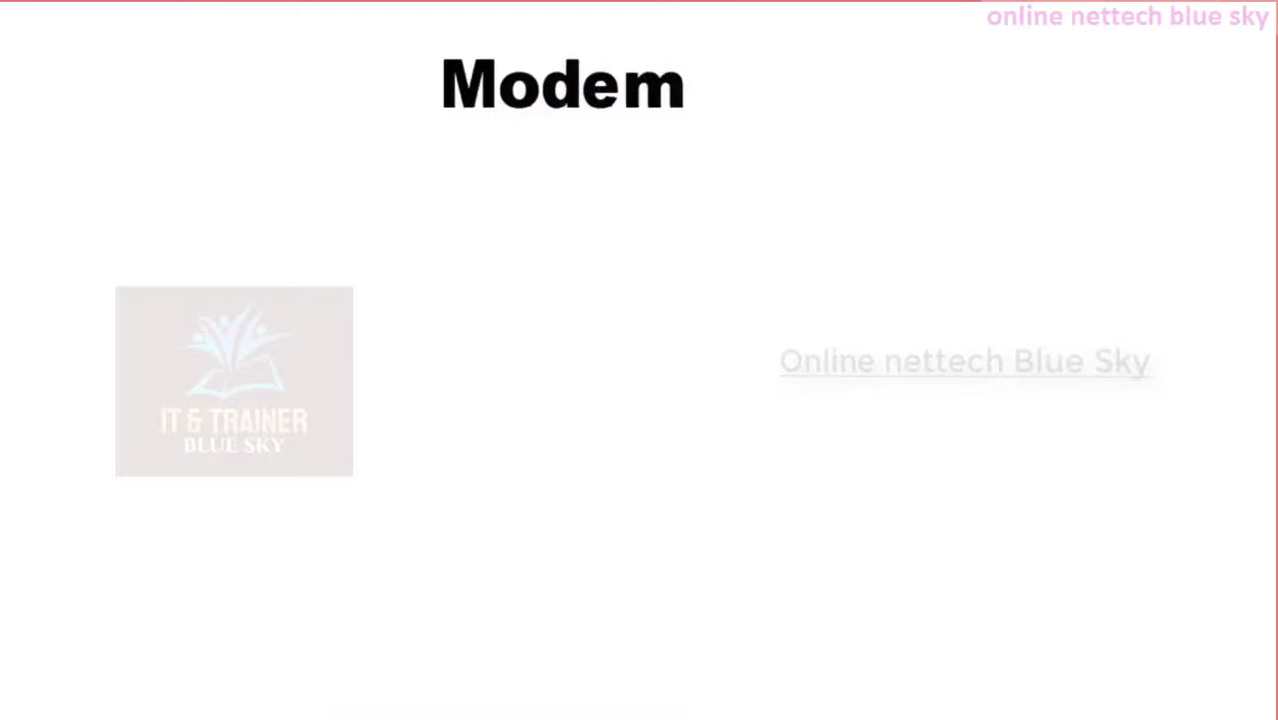 online nettech blue sky
Modem
Online nettech Blue Sky
IT & TRAINER
BLUE SKY